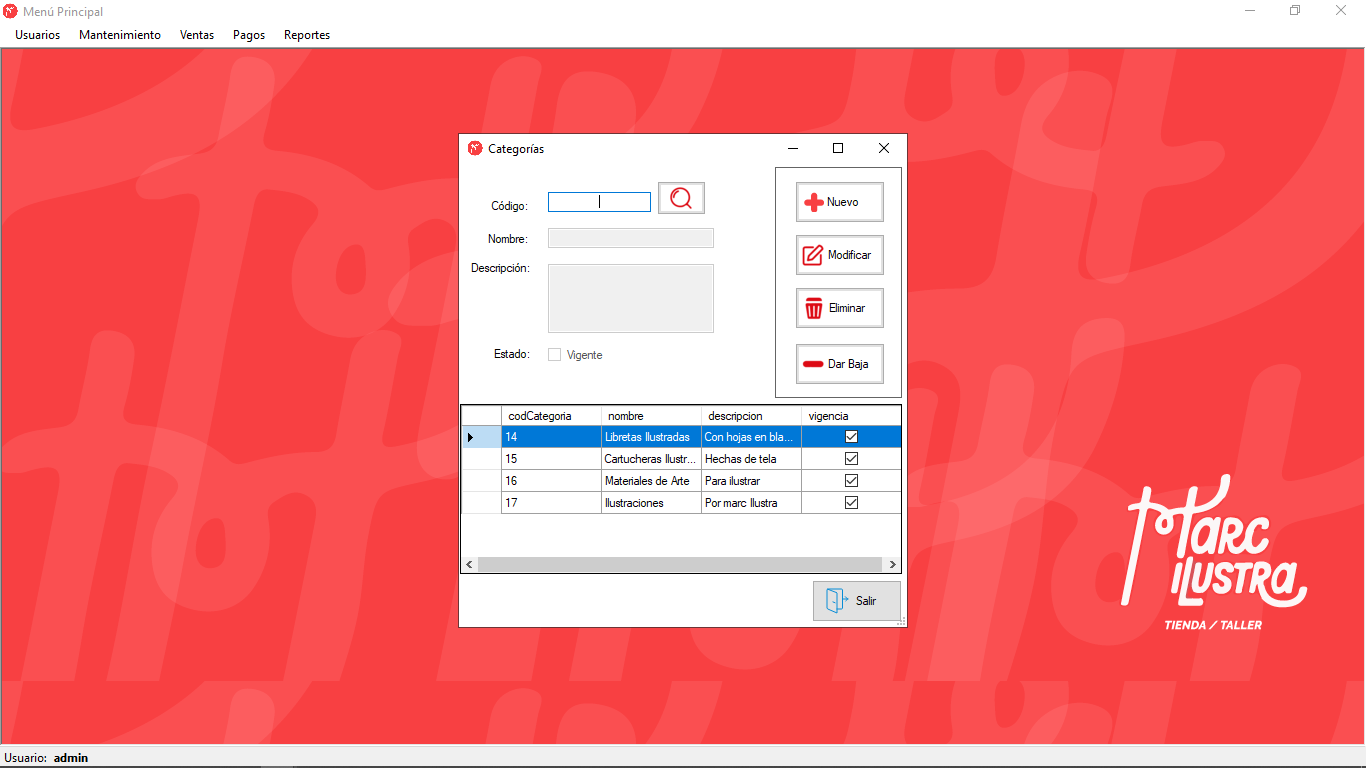 Menú Principal
Usuarios Mantenimiento Ventas Pagos Reportes
Categorías
Código:
Nombre:
Descripción:
Estado: Vigente
Nuevo
Modificar
Eliminar
Dar Baja
codCategoria nombre descripcion vigencia
14 Libretas Ilustradas Con hojas en bla...
15 Cartucheras Ilustr... Hechas de tela
16 Materiales de Arte Para ilustrar
17 Ilustraciones Por marc Ilustra
Salir
Marc
ilustra
TIENDA / TALLER
Usuario: admin